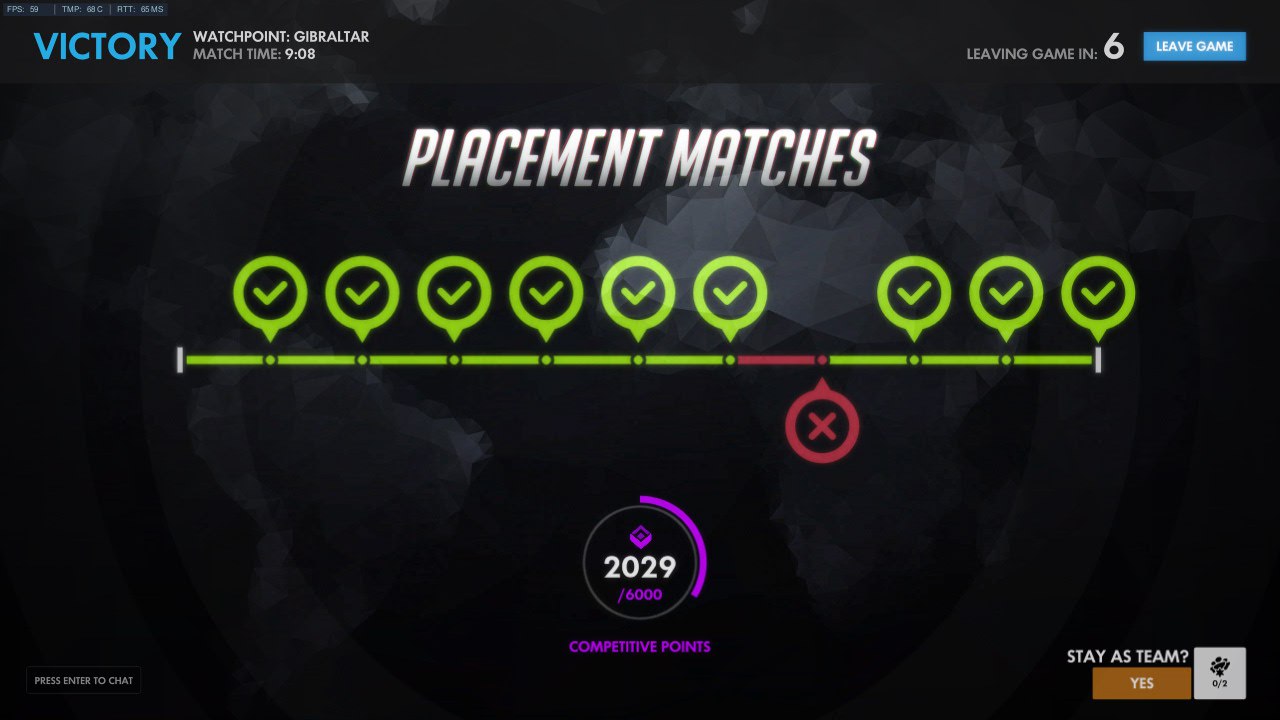 FPS: 59 | TMP: 68 C | RTT: 65 MS
VICTORY
WATCHPOINT: GIBRALTAR
MATCH TIME: 9:08
LEAVING GAME IN: 6
LEAVE GAME
PLACEMENT MATCHES
2029
/6000
COMPETITIVE POINTS
STAY AS TEAM?
YES
0/2
PRESS ENTER TO CHAT